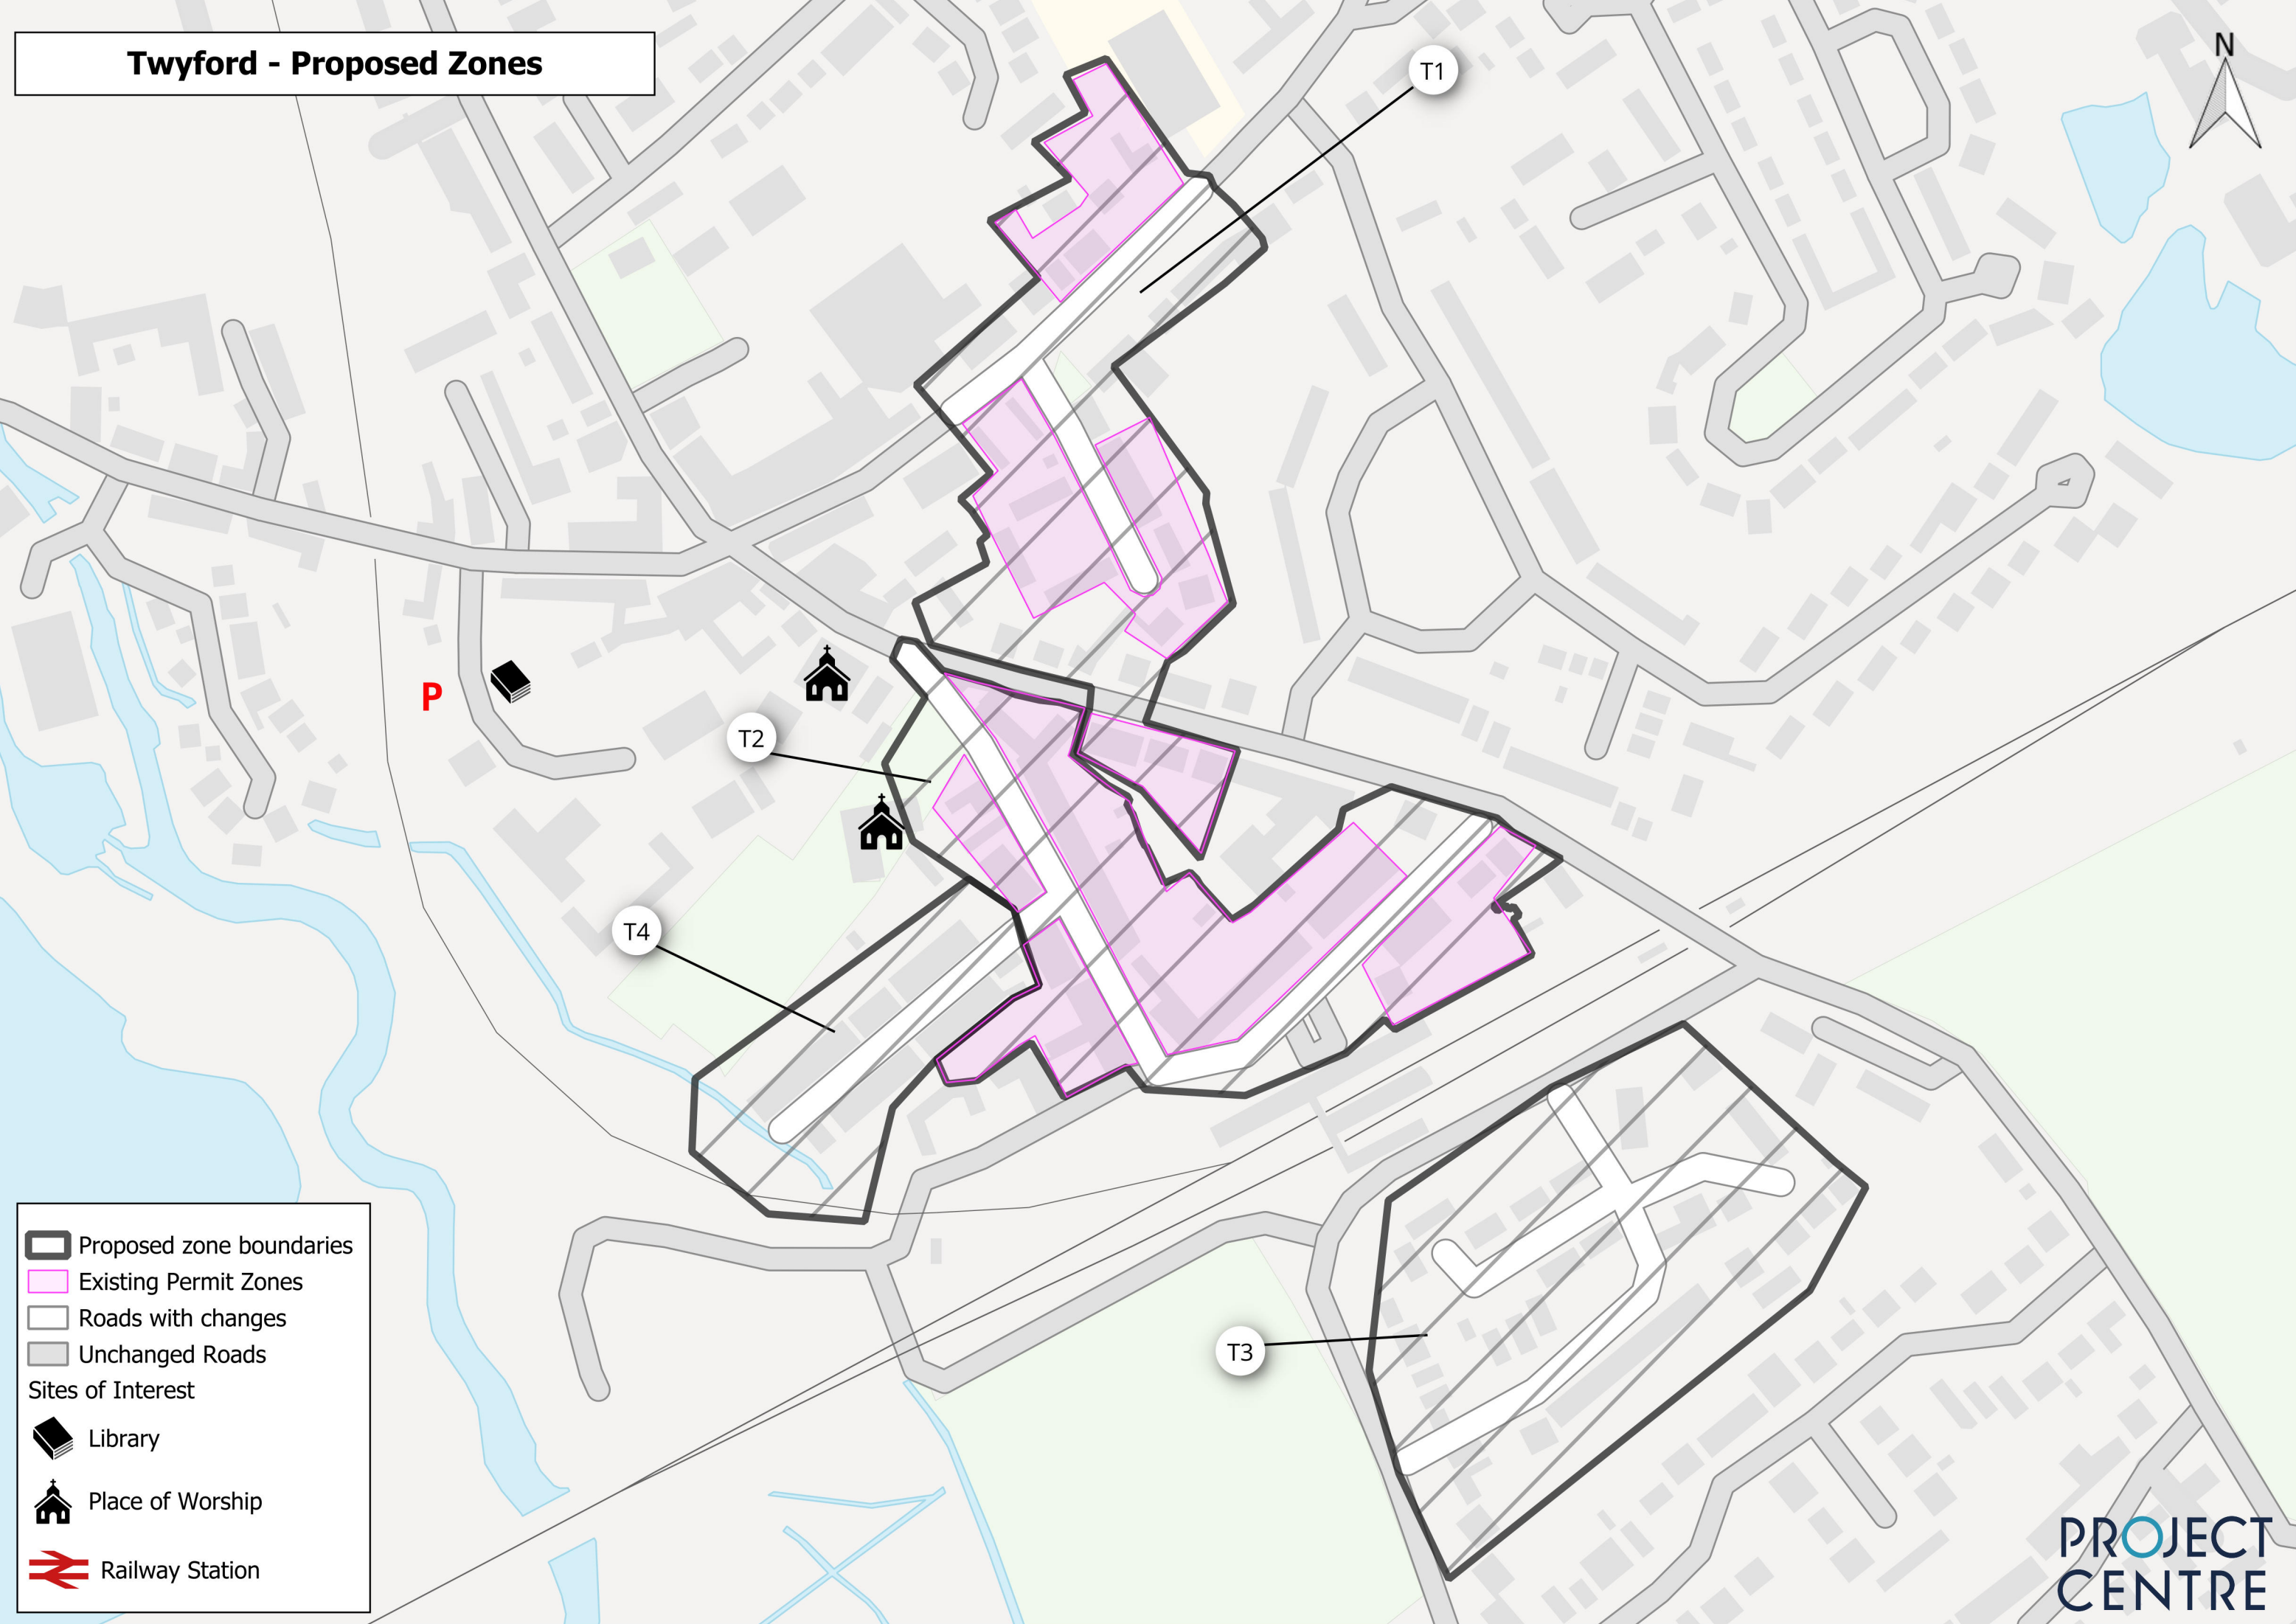 Twyford - Proposed Zones
N
T1
P
T2
T4
T3
Proposed zone boundaries
Existing Permit Zones
Roads with changes
Unchanged Roads
Sites of Interest
Library
Place of Worship
Railway Station
PROJECT
CENTRE